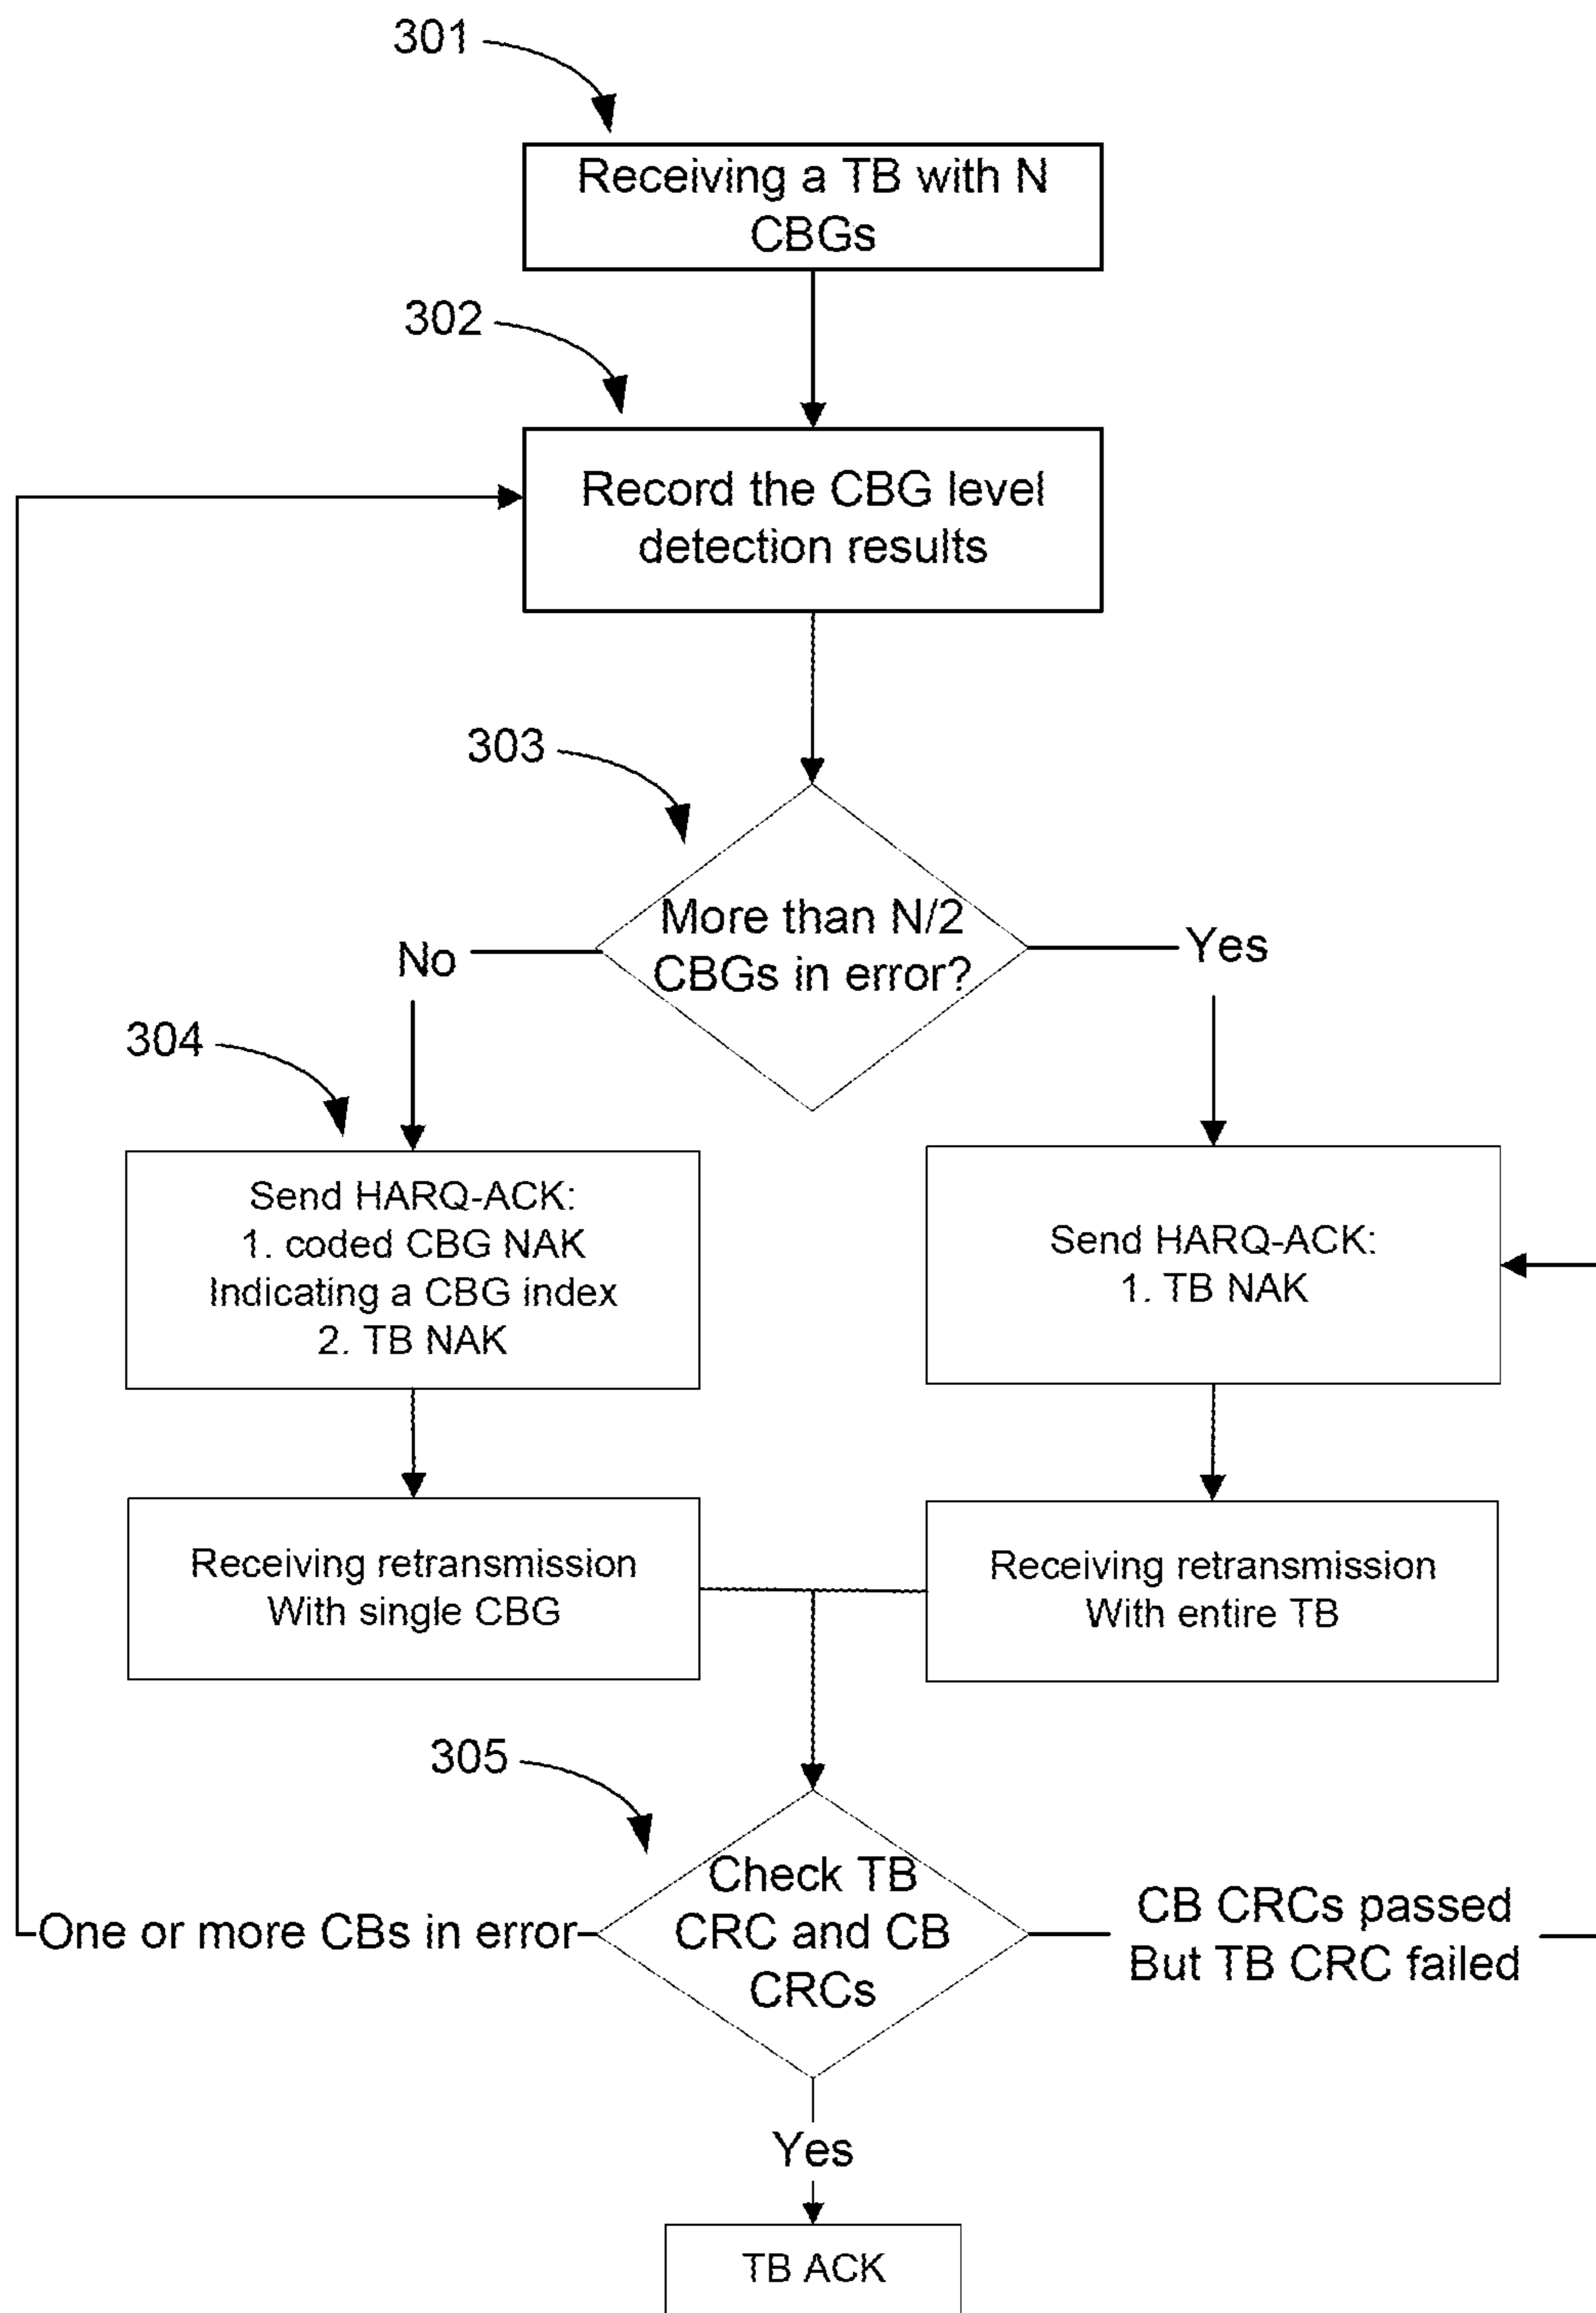 301
Receiving a TB with N
CBGs
302
Record the CBG level
detection results
303
More than N/2
CBGs in error?
No
Yes
304
Send HARQ-ACK:
1. coded CBG NAK
Indicating a CBG index
2. TB NAK
Send HARQ-ACK:
1. TB NAK
Receiving retransmission
With single CBG
Receiving retransmission
With entire TB
305
Check TB
CRC and CB
CRCs
One or more CBs in error
CB CRCs passed
But TB CRC failed
Yes
TB ACK